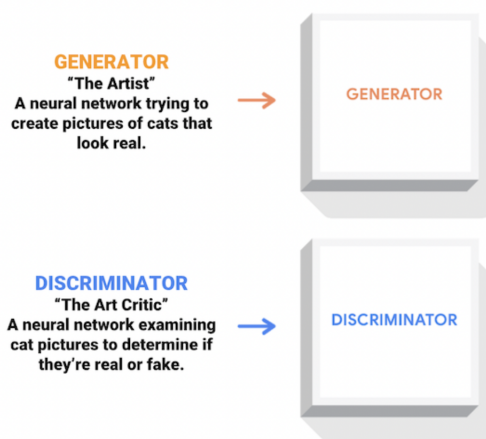 GENERATOR
“The Artist”
A neural network trying to
create pictures of cats that
look real.
GENERATOR
DISCRIMINATOR
“The Art Critic”
A neural network examining
cat pictures to determine if
they’re real or fake.
DISCRIMINATOR